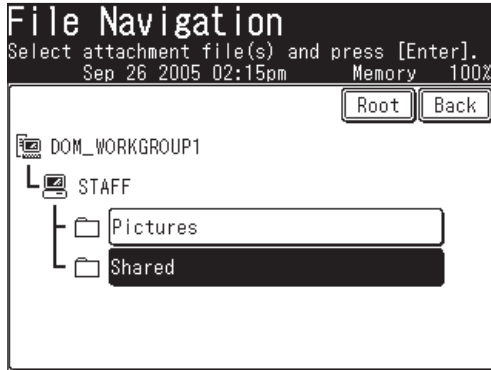 File Navigation
Select attachment file(s) and press [Enter].
Sep 26 2005 02:15pm Memory 100%
Root Back
DOM_WORKGROUP1
STAFF
Pictures
Shared